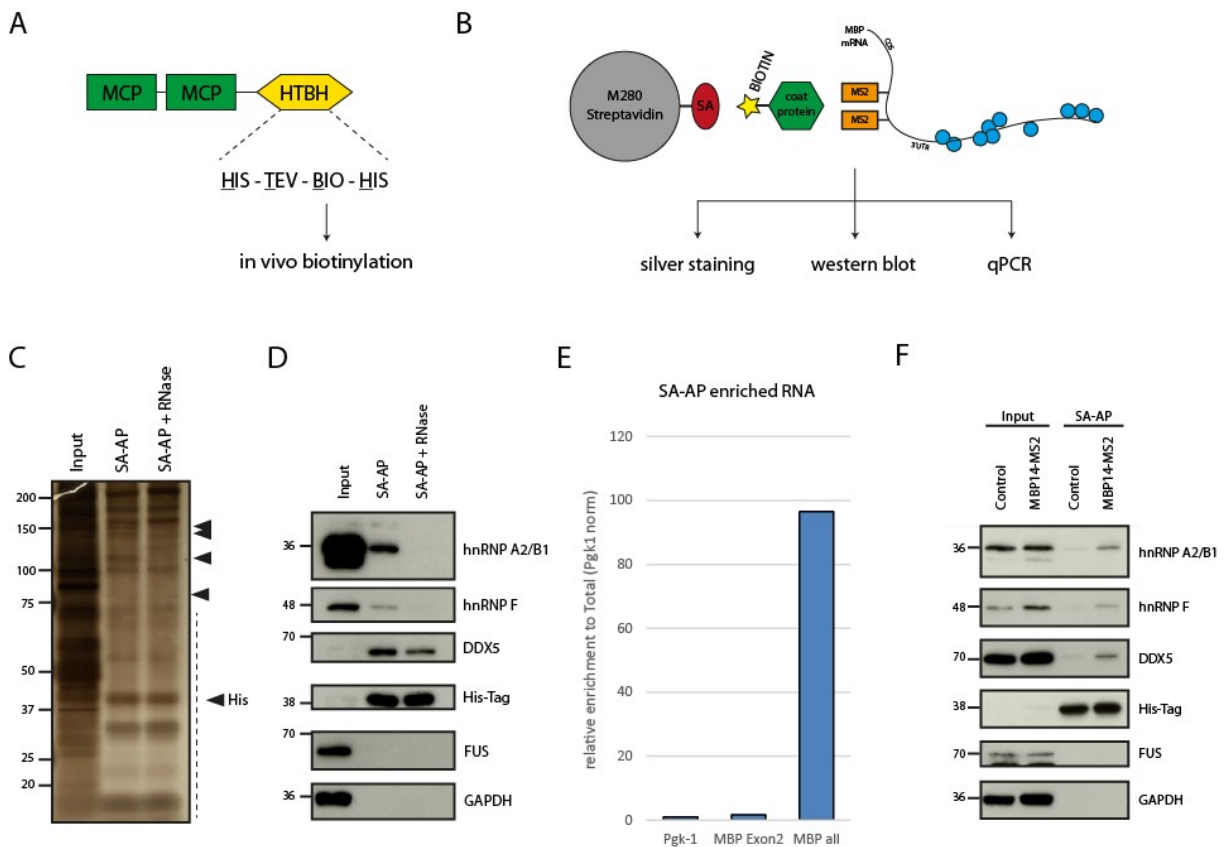 A
MCP
MCP
HTBH
HIS - TEV - BIO - HIS
in vivo biotinylation
B
M280
Streptavidin
SA
BIOTIN
coat
protein
MS2
MS2
MBP
mRNA
CDS
3'UTR
silver staining
western blot
qPCR
C
Input
SA-AP
SA-AP + RNase
200
150
100
75
50
37
25
20
His
D
Input
SA-AP
SA-AP + RNase
36
hnRNP A2/B1
48
hnRNP F
70
DDX5
38
His-Tag
70
FUS
36
GAPDH
E
SA-AP enriched RNA
relative enrichment to Total (Pgk1 norm)
120
100
80
60
40
20
0
Pgk-1
MBP Exon2
MBP all
F
Input
SA-AP
Control
MBP14-MS2
Control
MBP14-MS2
36
hnRNP A2/B1
48
hnRNP F
70
DDX5
38
His-Tag
70
FUS
36
GAPDH